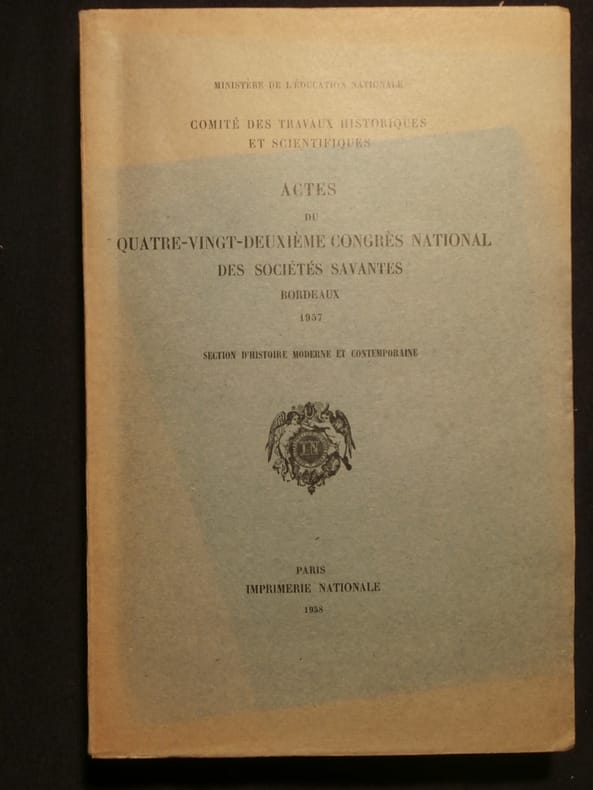 MINISTÈRE DE L'ÉDUCATION NATIONALE
COMITÉ DES TRAVAUX HISTORIQUES
ET SCIENTIFIQUES
ACTES
DU
QUATRE-VINGT-DEUXIÈME CONGRÈS NATIONAL
DES SOCIÉTÉS SAVANTES
BORDEAUX
1957
SECTION D'HISTOIRE MODERNE ET CONTEMPORAINE
IN
PARIS
IMPRIMERIE NATIONALE
1958